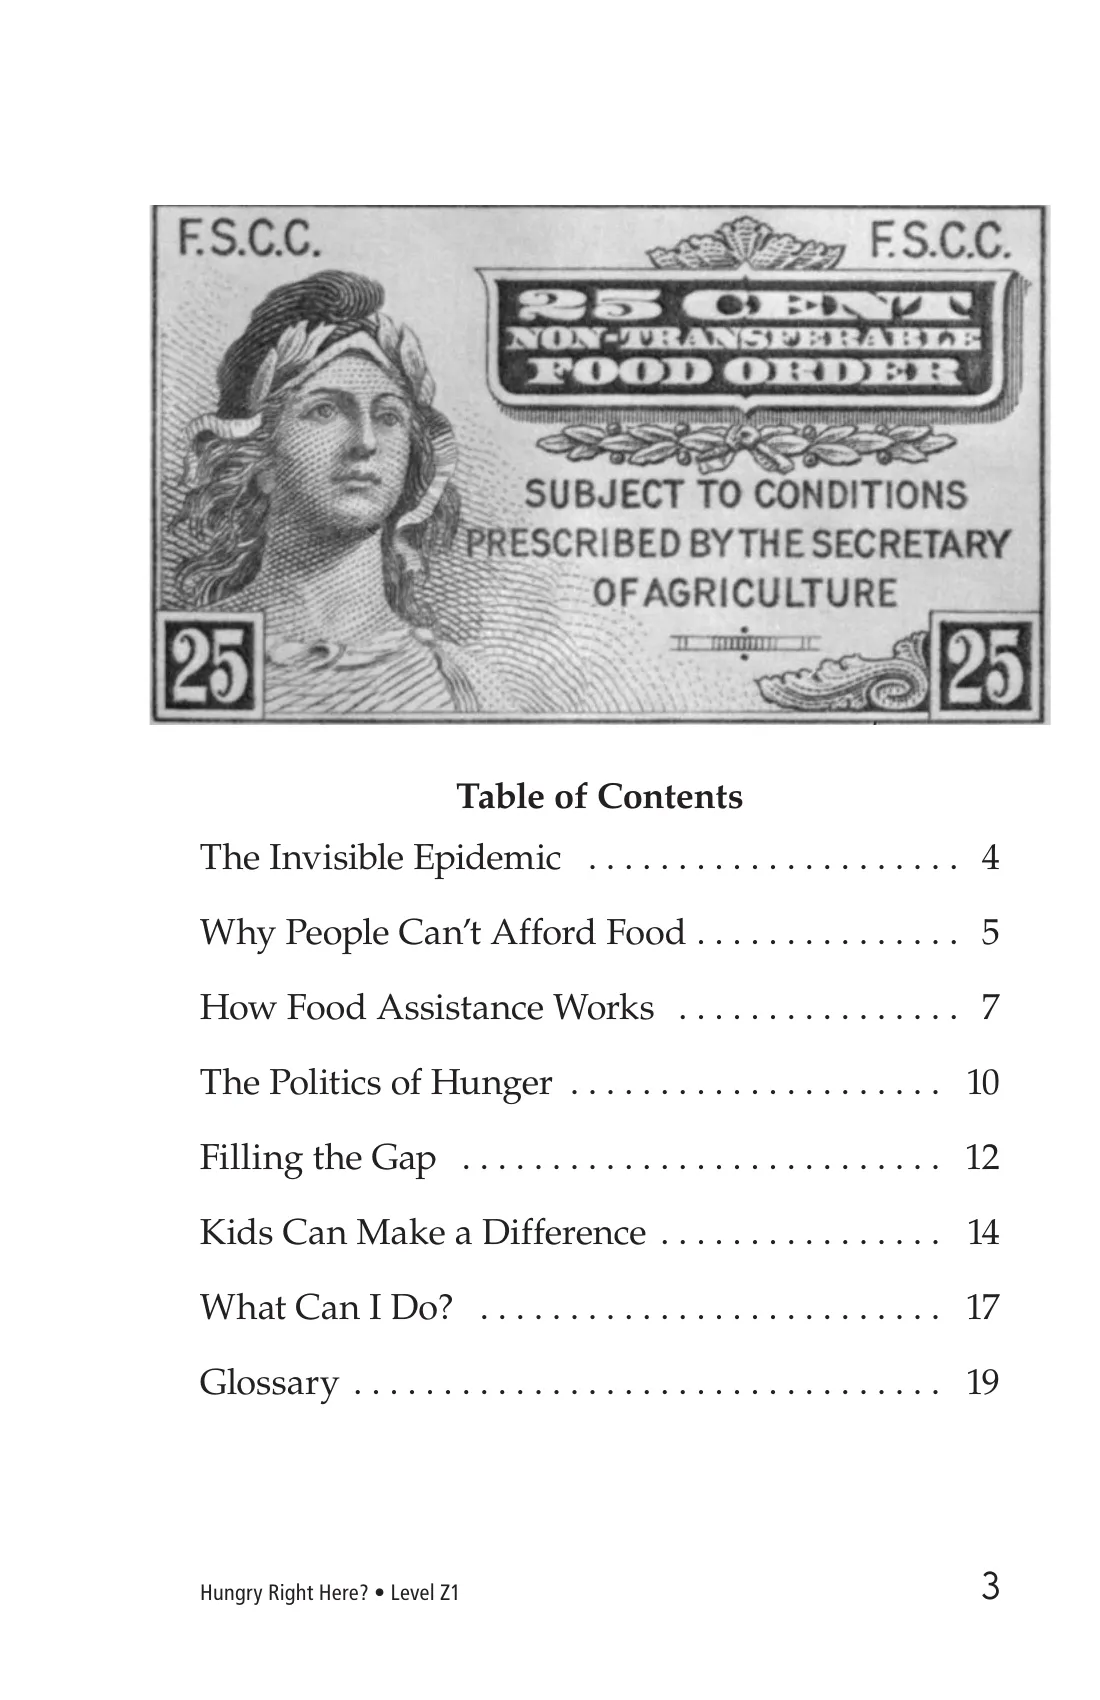 F.S.C.C. F.S.C.C.
25 CENT
NON-TRANSFERABLE
FOOD ORDER
SUBJECT TO CONDITIONS
PRESCRIBED BY THE SECRETARY
OF AGRICULTURE
25 25
Table of Contents
The Invisible Epidemic . . . . . . . . . . . . . . . . . . . . . 4
Why People Can’t Afford Food . . . . . . . . . . . . . . . 5
How Food Assistance Works . . . . . . . . . . . . . . . . 7
The Politics of Hunger . . . . . . . . . . . . . . . . . . . . . 10
Filling the Gap . . . . . . . . . . . . . . . . . . . . . . . . . . . 12
Kids Can Make a Difference . . . . . . . . . . . . . . . . 14
What Can I Do? . . . . . . . . . . . . . . . . . . . . . . . . . . 17
Glossary . . . . . . . . . . . . . . . . . . . . . . . . . . . . . . . . . 19
Hungry Right Here? • Level Z1 3